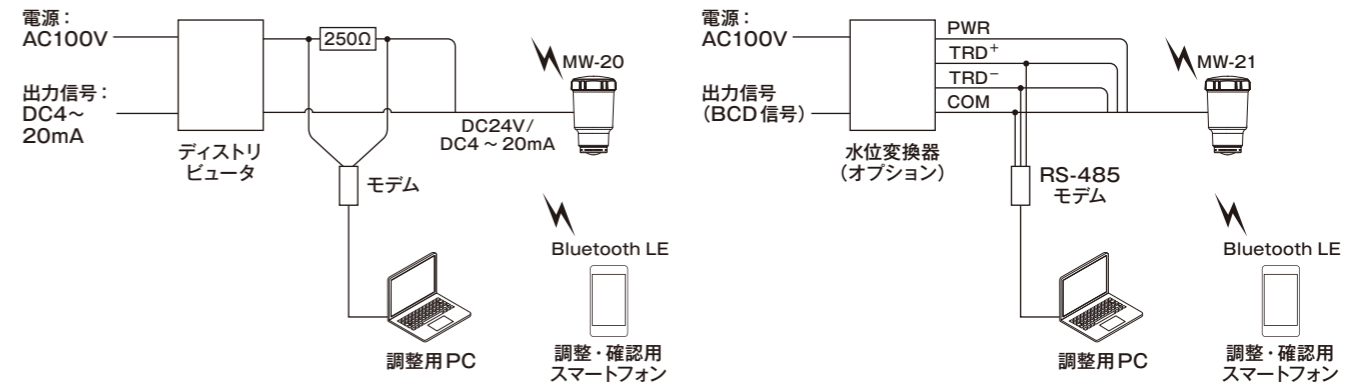 電源：
AC100V
250Ω
MW-20
出力信号：
DC4～
20mA
DC24V/
DC4～20mA
ディストリ
ビュータ
モデム
Bluetooth LE
調整用PC
調整・確認用
スマートフォン
電源：
AC100V
PWR
TRD⁺
TRD⁻
COM
MW-21
出力信号
（BCD信号）
水位変換器
（オプション）
RS-485
モデム
Bluetooth LE
調整用PC
調整・確認用
スマートフォン